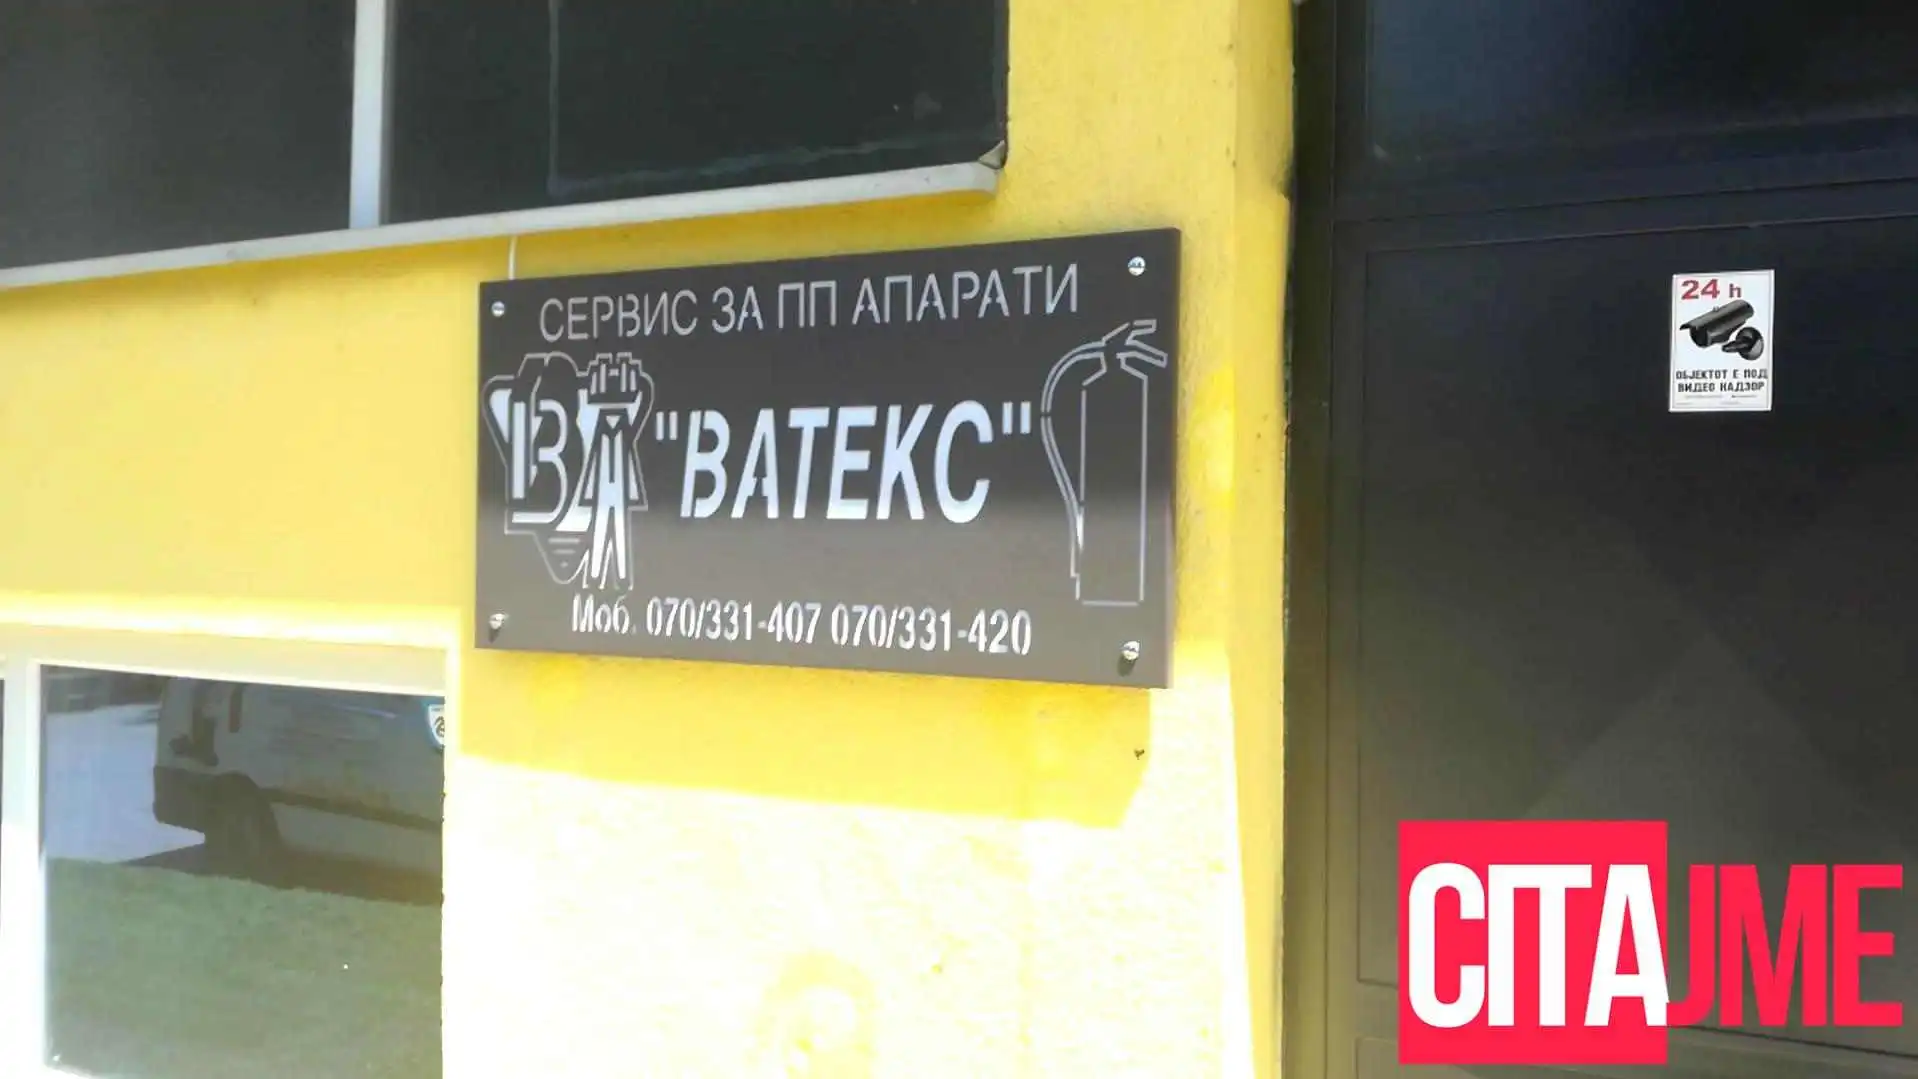 СЕРВИС ЗА ПП АПАРАТИ
"ВАТЕКС"
Моб. 070/331-407 070/331-420
24 h
ОБЈЕКТОТ Е ПОД
ВИДЕО НАДЗОР
CITAJME